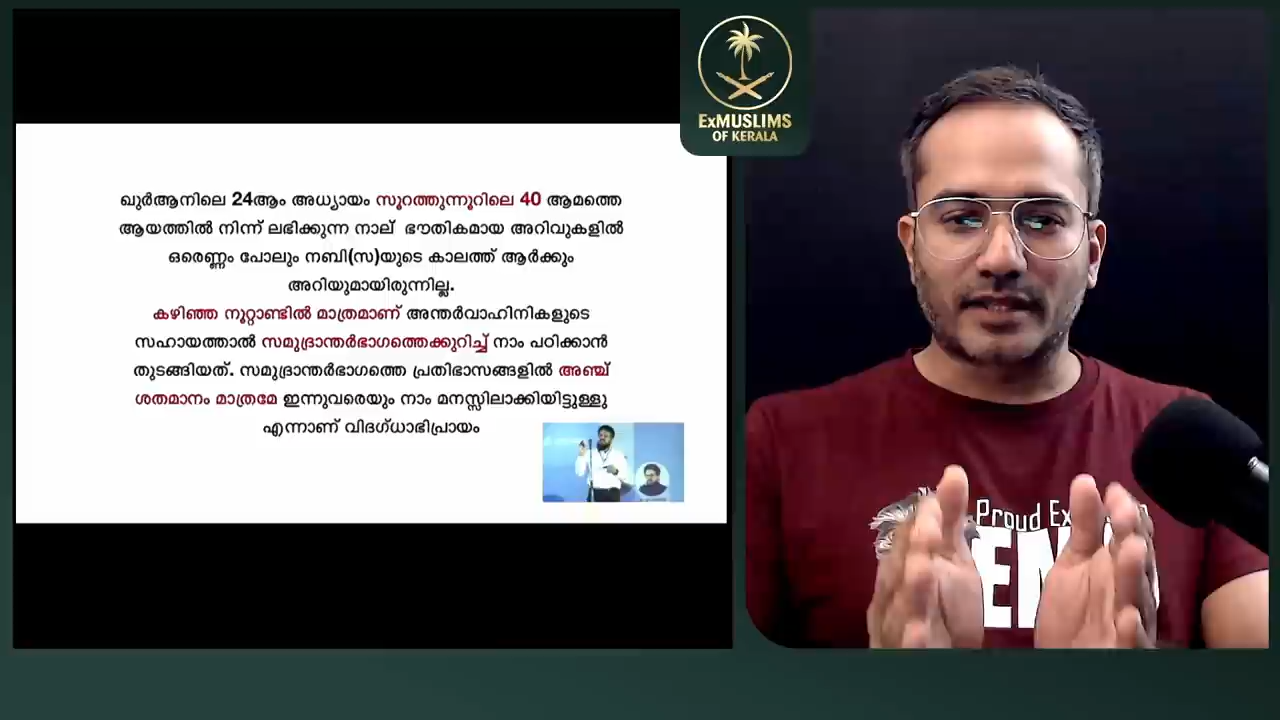 ExMUSLIMS
OF KERALA
ഖുർആനിലെ 24ആം അധ്യായം സൂറത്തുന്നൂറിലെ 40 ആമത്തെ
ആയത്തിൽ നിന്ന് ലഭിക്കുന്ന നാല് ഭൗതികമായ അറിവുകളിൽ
ഒരെണ്ണം പോലും നബി(സ)യുടെ കാലത്ത് ആർക്കും
അറിയുമായിരുന്നില്ല.
കഴിഞ്ഞ നൂറ്റാണ്ടിൽ മാത്രമാണ് അന്തർവാഹിനികളുടെ
സഹായത്താൽ സമുദ്രാന്തർഭാഗത്തെക്കുറിച്ച് നാം പഠിക്കാൻ
തുടങ്ങിയത്. സമുദ്രാന്തർഭാഗത്തെ പ്രതിഭാസങ്ങളിൽ അഞ്ച്
ശതമാനം മാത്രമേ ഇന്നുവരെയും നാം മനസ്സിലാക്കിയിട്ടുള്ളു
എന്നാണ് വിദഗ്ധാഭിപ്രായം
Proud Ex